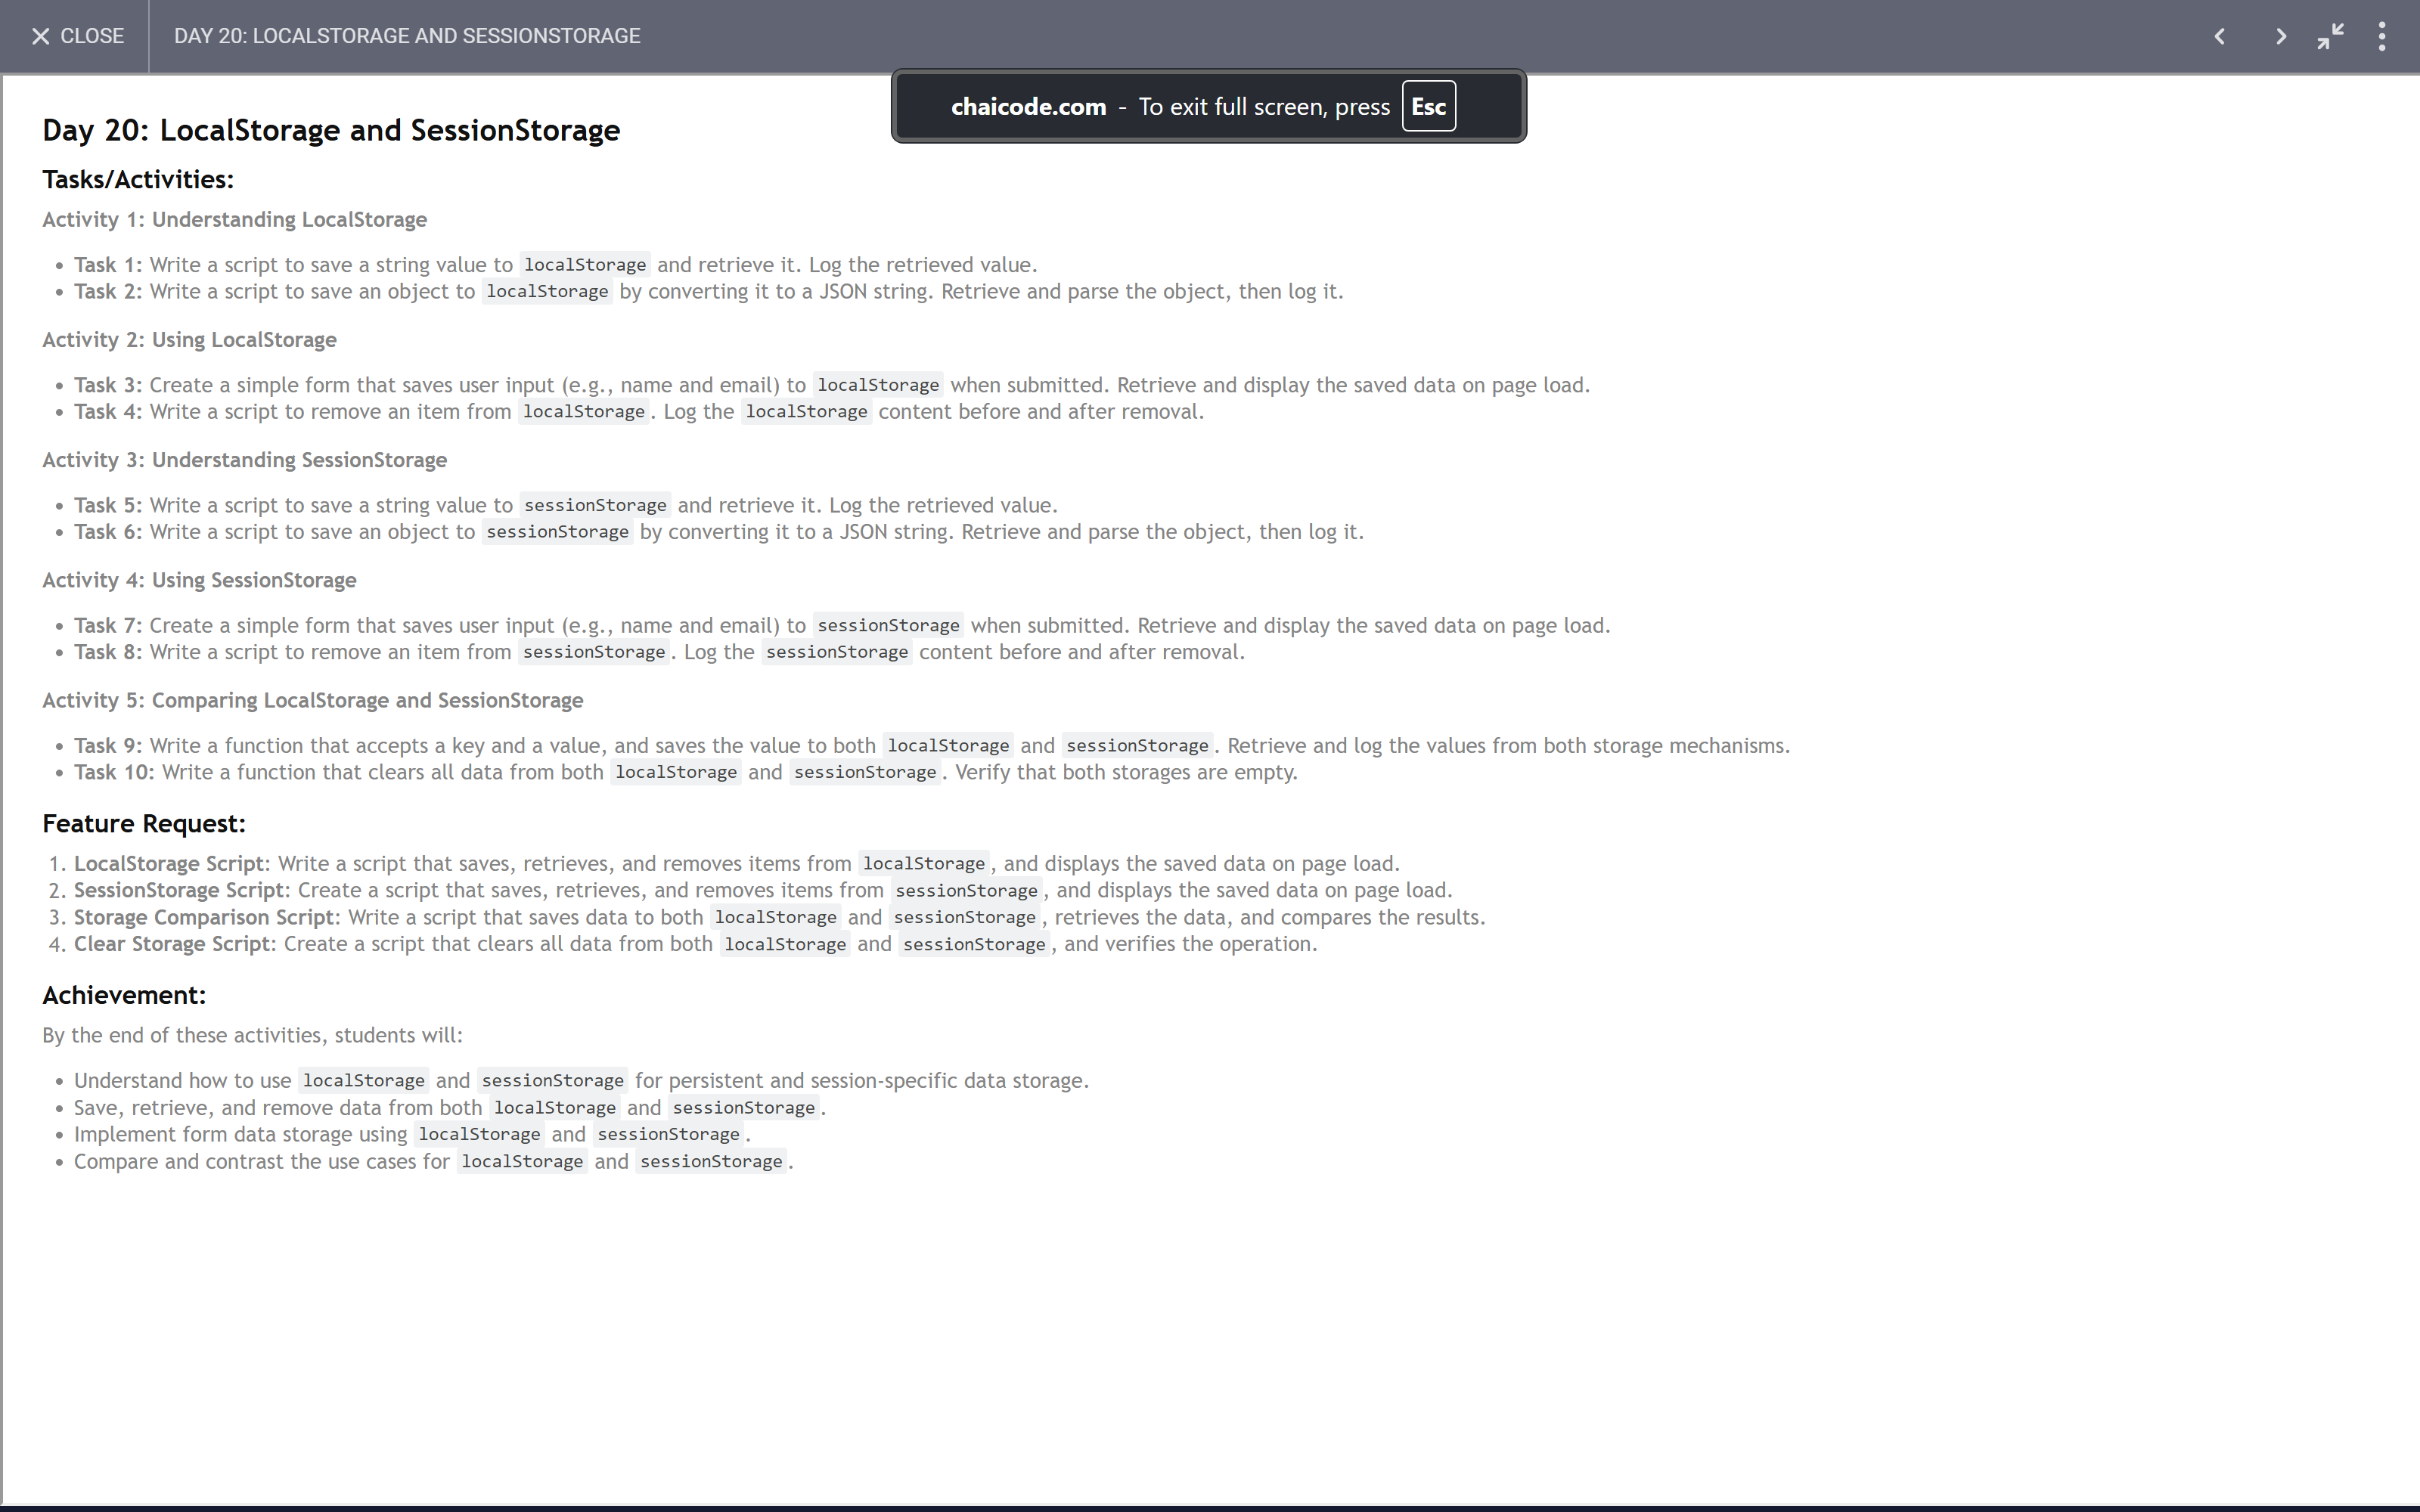 CLOSE
DAY 20: LOCALSTORAGE AND SESSIONSTORAGE
chaicode.com - To exit full screen, press Esc
Day 20: LocalStorage and SessionStorage
Tasks/Activities:
Activity 1: Understanding LocalStorage
• Task 1: Write a script to save a string value to localStorage and retrieve it. Log the retrieved value.
• Task 2: Write a script to save an object to localStorage by converting it to a JSON string. Retrieve and parse the object, then log it.
Activity 2: Using LocalStorage
• Task 3: Create a simple form that saves user input (e.g., name and email) to localStorage when submitted. Retrieve and display the saved data on page load.
• Task 4: Write a script to remove an item from localStorage. Log the localStorage content before and after removal.
Activity 3: Understanding SessionStorage
• Task 5: Write a script to save a string value to sessionStorage and retrieve it. Log the retrieved value.
• Task 6: Write a script to save an object to sessionStorage by converting it to a JSON string. Retrieve and parse the object, then log it.
Activity 4: Using SessionStorage
• Task 7: Create a simple form that saves user input (e.g., name and email) to sessionStorage when submitted. Retrieve and display the saved data on page load.
• Task 8: Write a script to remove an item from sessionStorage. Log the sessionStorage content before and after removal.
Activity 5: Comparing LocalStorage and SessionStorage
• Task 9: Write a function that accepts a key and a value, and saves the value to both localStorage and sessionStorage. Retrieve and log the values from both storage mechanisms.
• Task 10: Write a function that clears all data from both localStorage and sessionStorage. Verify that both storages are empty.
Feature Request:
1. LocalStorage Script: Write a script that saves, retrieves, and removes items from localStorage, and displays the saved data on page load.
2. SessionStorage Script: Create a script that saves, retrieves, and removes items from sessionStorage, and displays the saved data on page load.
3. Storage Comparison Script: Write a script that saves data to both localStorage and sessionStorage, retrieves the data, and compares the results.
4. Clear Storage Script: Create a script that clears all data from both localStorage and sessionStorage, and verifies the operation.
Achievement:
By the end of these activities, students will:
• Understand how to use localStorage and sessionStorage for persistent and session-specific data storage.
• Save, retrieve, and remove data from both localStorage and sessionStorage.
• Implement form data storage using localStorage and sessionStorage.
• Compare and contrast the use cases for localStorage and sessionStorage.